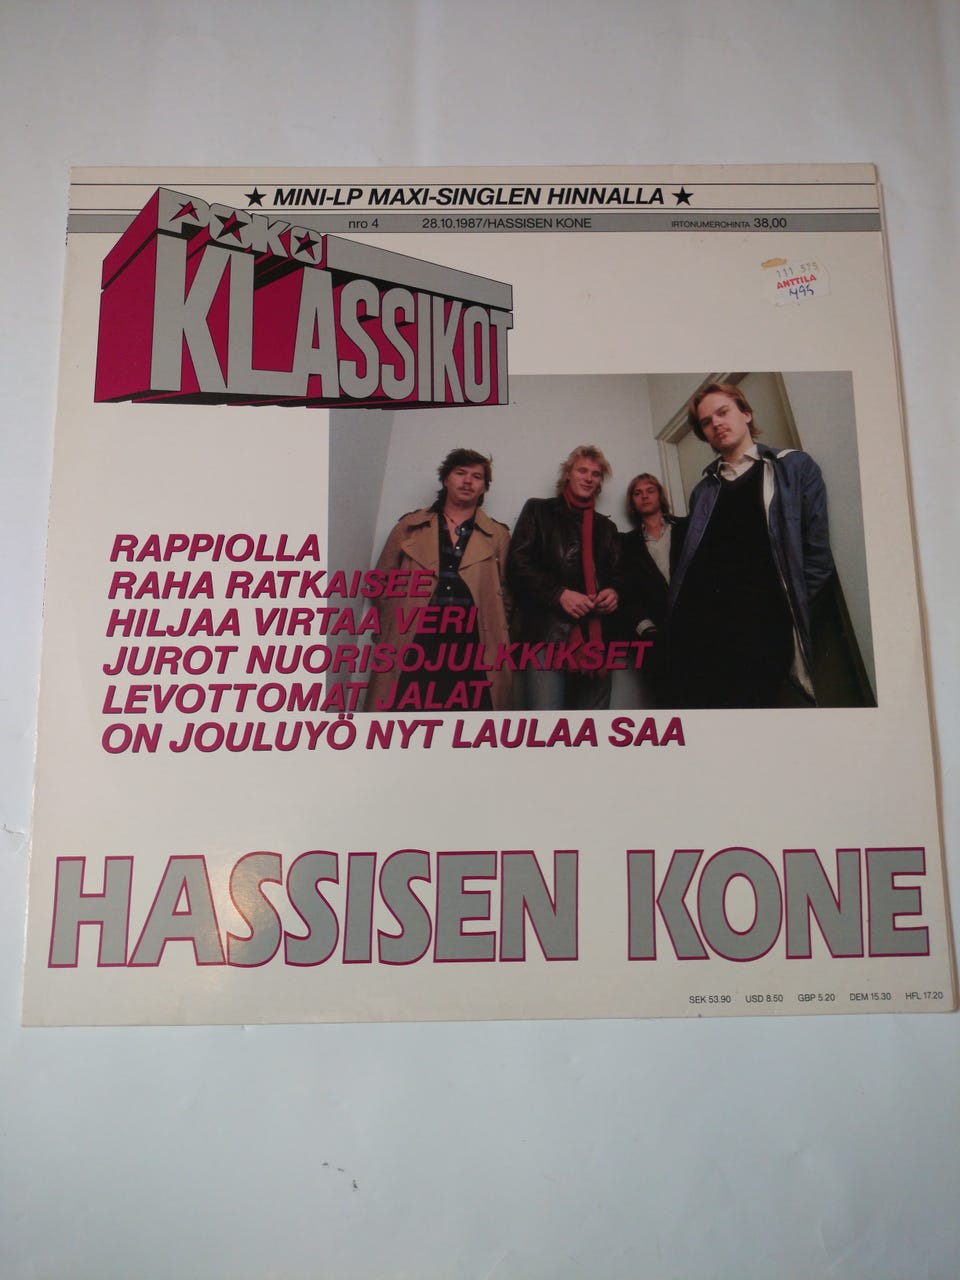 ★ MINI-LP MAXI-SINGLEN HINNALLA ★
nro 4 28.10.1987/HASSISEN KONE IRTONUMEROHINTA 38,00
POKO
KLASSIKOT
111 575
ANTTILA
RAPPIOLLA
RAHA RATKAISEE
HILJAA VIRTAA VERI
JUROT NUORISOJULKKIKSET
LEVOTTOMAT JALAT
ON JOULUYÖ NYT LAULAA SAA
HASSISEN KONE
SEK 53.90 USD 8.50 GBP 5.20 DEM 15.30 HFL 17.20